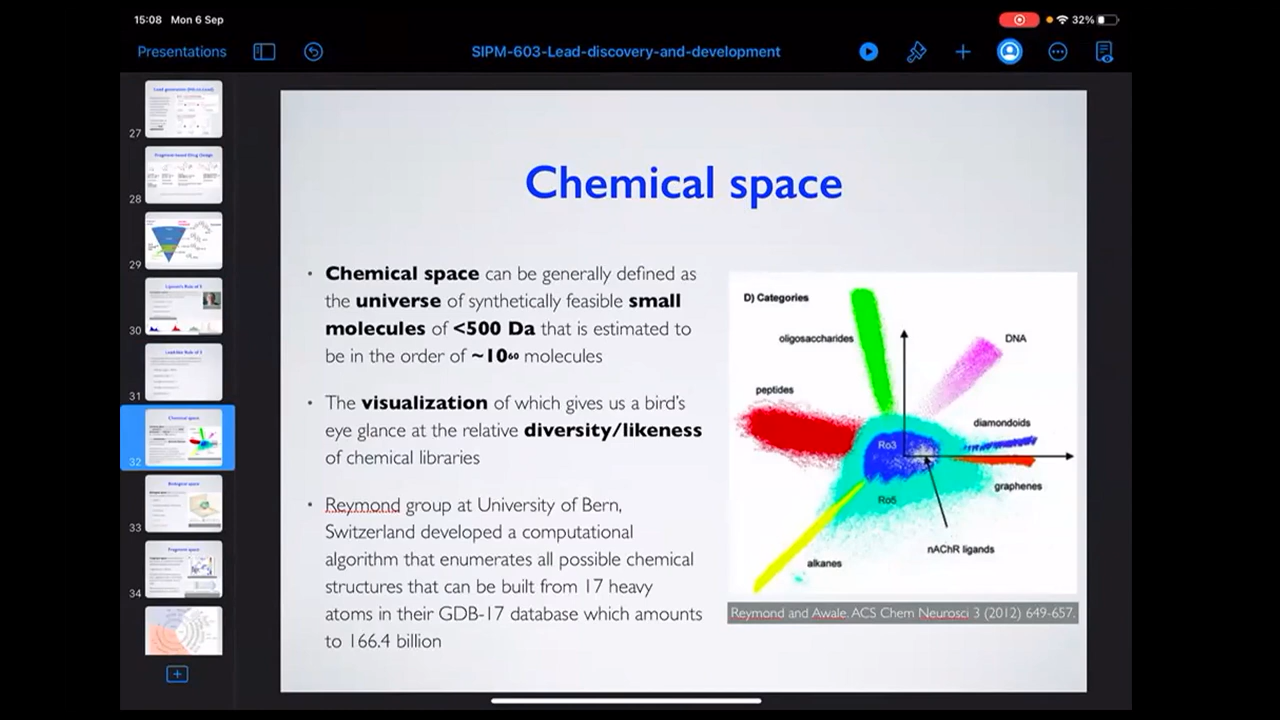 15:08 Mon 6 Sep
32%
Presentations
SIPM-603-Lead-discovery-and-development
27
28
29
Lipinski's Rule of 5
30
31
Chemical space
32
Biological space
33
Fragment space
34
Chemical space
• Chemical space can be generally defined as
the universe of synthetically feasible small
molecules of <500 Da that is estimated to
be in the order of ~10⁶⁰ molecules
• The visualization of which gives us a bird's
eye glance at the relative diversity/likeness
of chemical libraries
• Reymond group at University of Bern,
Switzerland developed a computational
algorithm that enumerates all possible chemical
structures that can be built from 17 heavy
atoms in their GDB-17 database which amounts
to 166.4 billion
D) Categories
oligosaccharides
DNA
peptides
diamondoids
Ro3
graphenes
Ro5
nAChR ligands
alkanes
Reymond and Awale. ACS Chem Neurosci 3 (2012) 649-657.